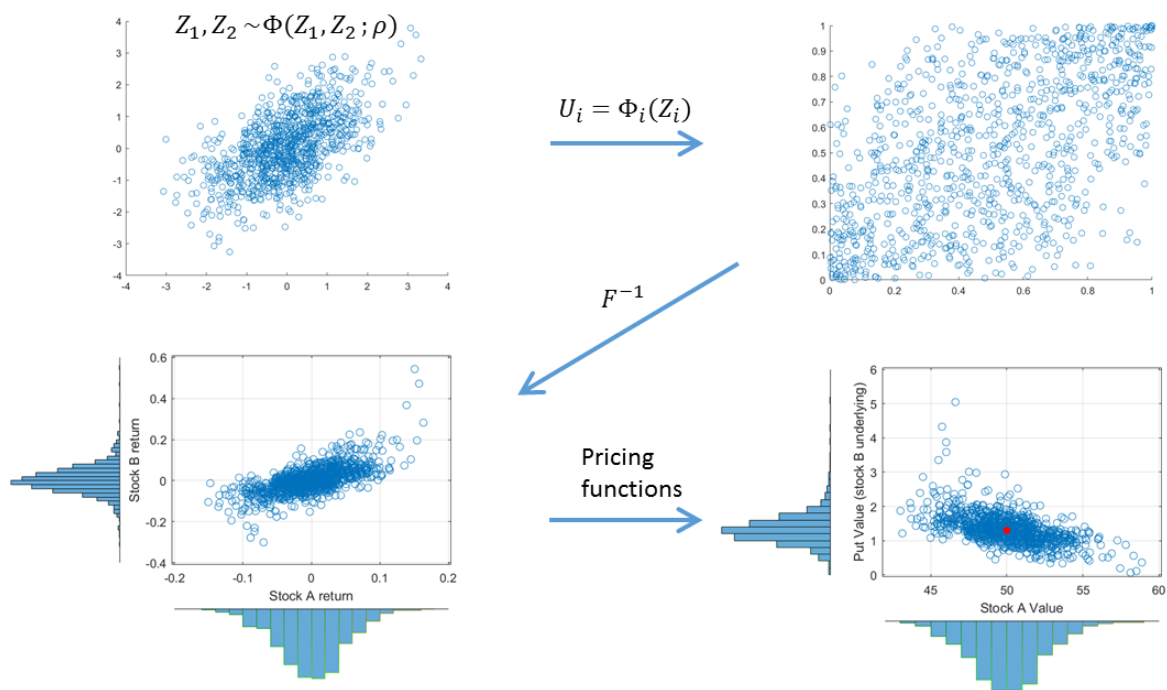 Z₁, Z₂ ~Φ(Z₁, Z₂ ; ρ)
4
3
2
1
0
-1
-2
-3
4
-4 -3 -2 -1 0 1 2 3 4
Uᵢ = Φᵢ(Zᵢ)
1
0.9
0.8
0.7
0.6
0.5
0.4
0.3
0.2
0.1
0
0 0.2 0.4 0.6 0.8 1
F⁻¹
Stock B return
0.6
0.4
0.2
0
-0.2
-0.4
-0.2 -0.1 0 0.1 0.2
Stock A return
Pricing
functions
Put Value (stock B underlying)
6
5
4
3
2
1
0
45 50 55 60
Stock A Value